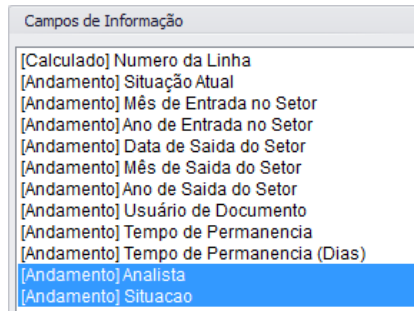 Campos de Informação
[Calculado] Numero da Linha
[Andamento] Situação Atual
[Andamento] Mês de Entrada no Setor
[Andamento] Ano de Entrada no Setor
[Andamento] Data de Saida do Setor
[Andamento] Mês de Saida do Setor
[Andamento] Ano de Saida do Setor
[Andamento] Usuário de Documento
[Andamento] Tempo de Permanencia
[Andamento] Tempo de Permanencia (Dias)
[Andamento] Analista
[Andamento] Situacao